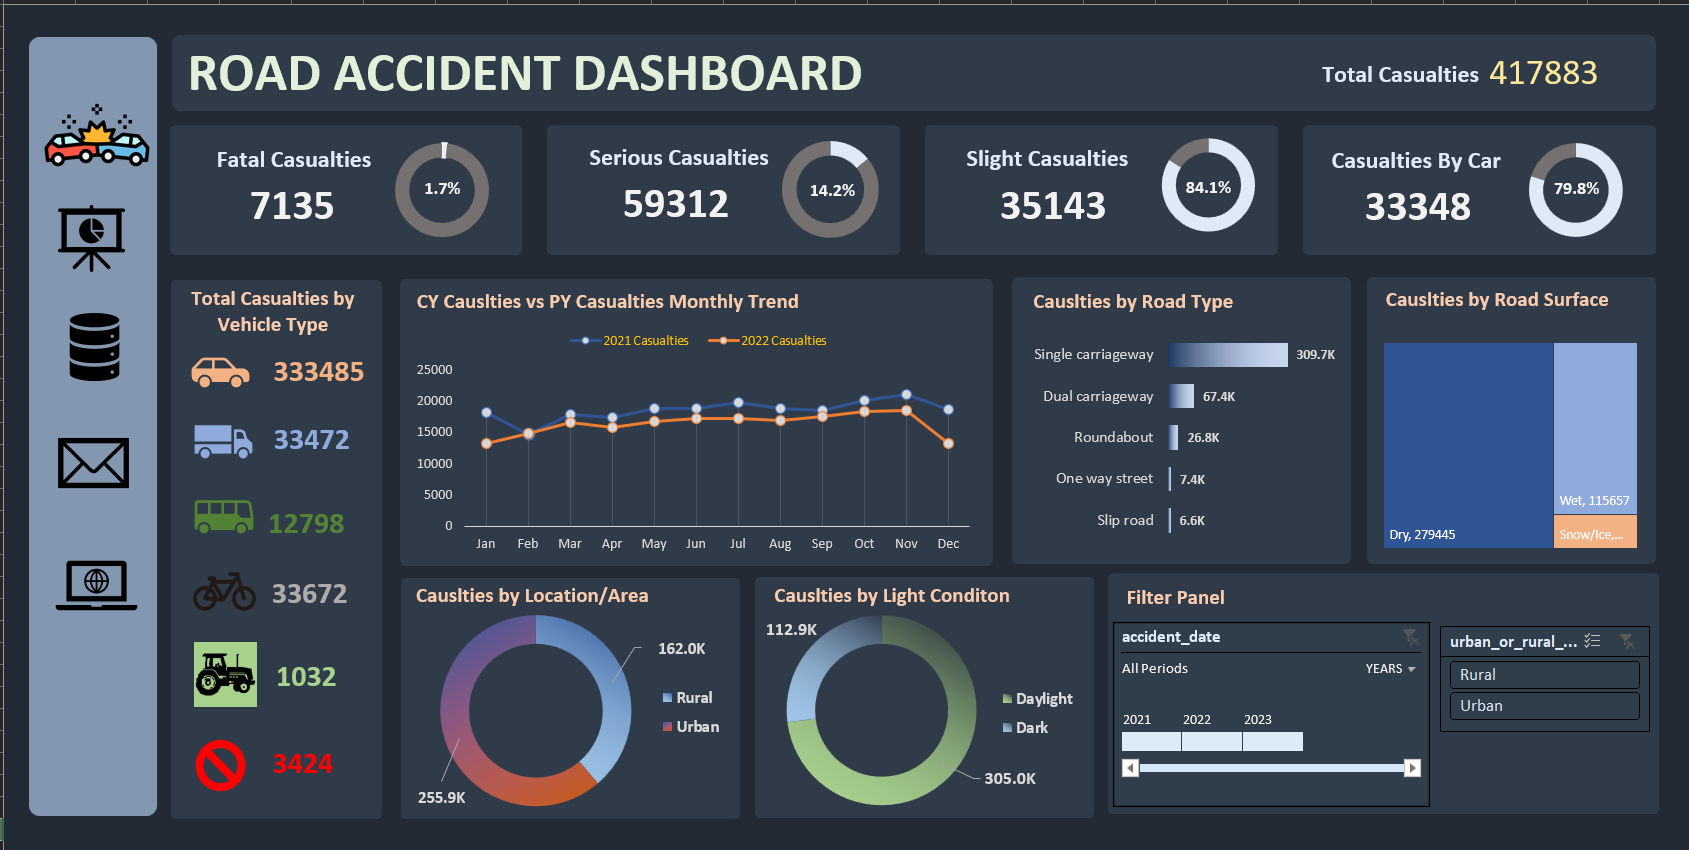 ROAD ACCIDENT DASHBOARD
Total Casualties 417883
Fatal Casualties
7135
1.7%
Serious Casualties
59312
14.2%
Slight Casualties
35143
84.1%
Casualties By Car
33348
79.8%
Total Casualties by
Vehicle Type
333485
33472
12798
33672
1032
3424
CY Causlties vs PY Casualties Monthly Trend
2021 Casualties 2022 Casualties
25000
20000
15000
10000
5000
0
Jan Feb Mar Apr May Jun Jul Aug Sep Oct Nov Dec
Causlties by Road Type
Single carriageway 309.7K
Dual carriageway 67.4K
Roundabout 26.8K
One way street 7.4K
Slip road 6.6K
Causlties by Road Surface
Wet, 115657
Dry, 279445
Snow/Ice,...
Causlties by Location/Area
162.0K
Rural
Urban
255.9K
Causlties by Light Conditon
112.9K
Daylight
Dark
305.0K
Filter Panel
accident_date
All Periods YEARS
2021 2022 2023
urban_or_rural_...
Rural
Urban